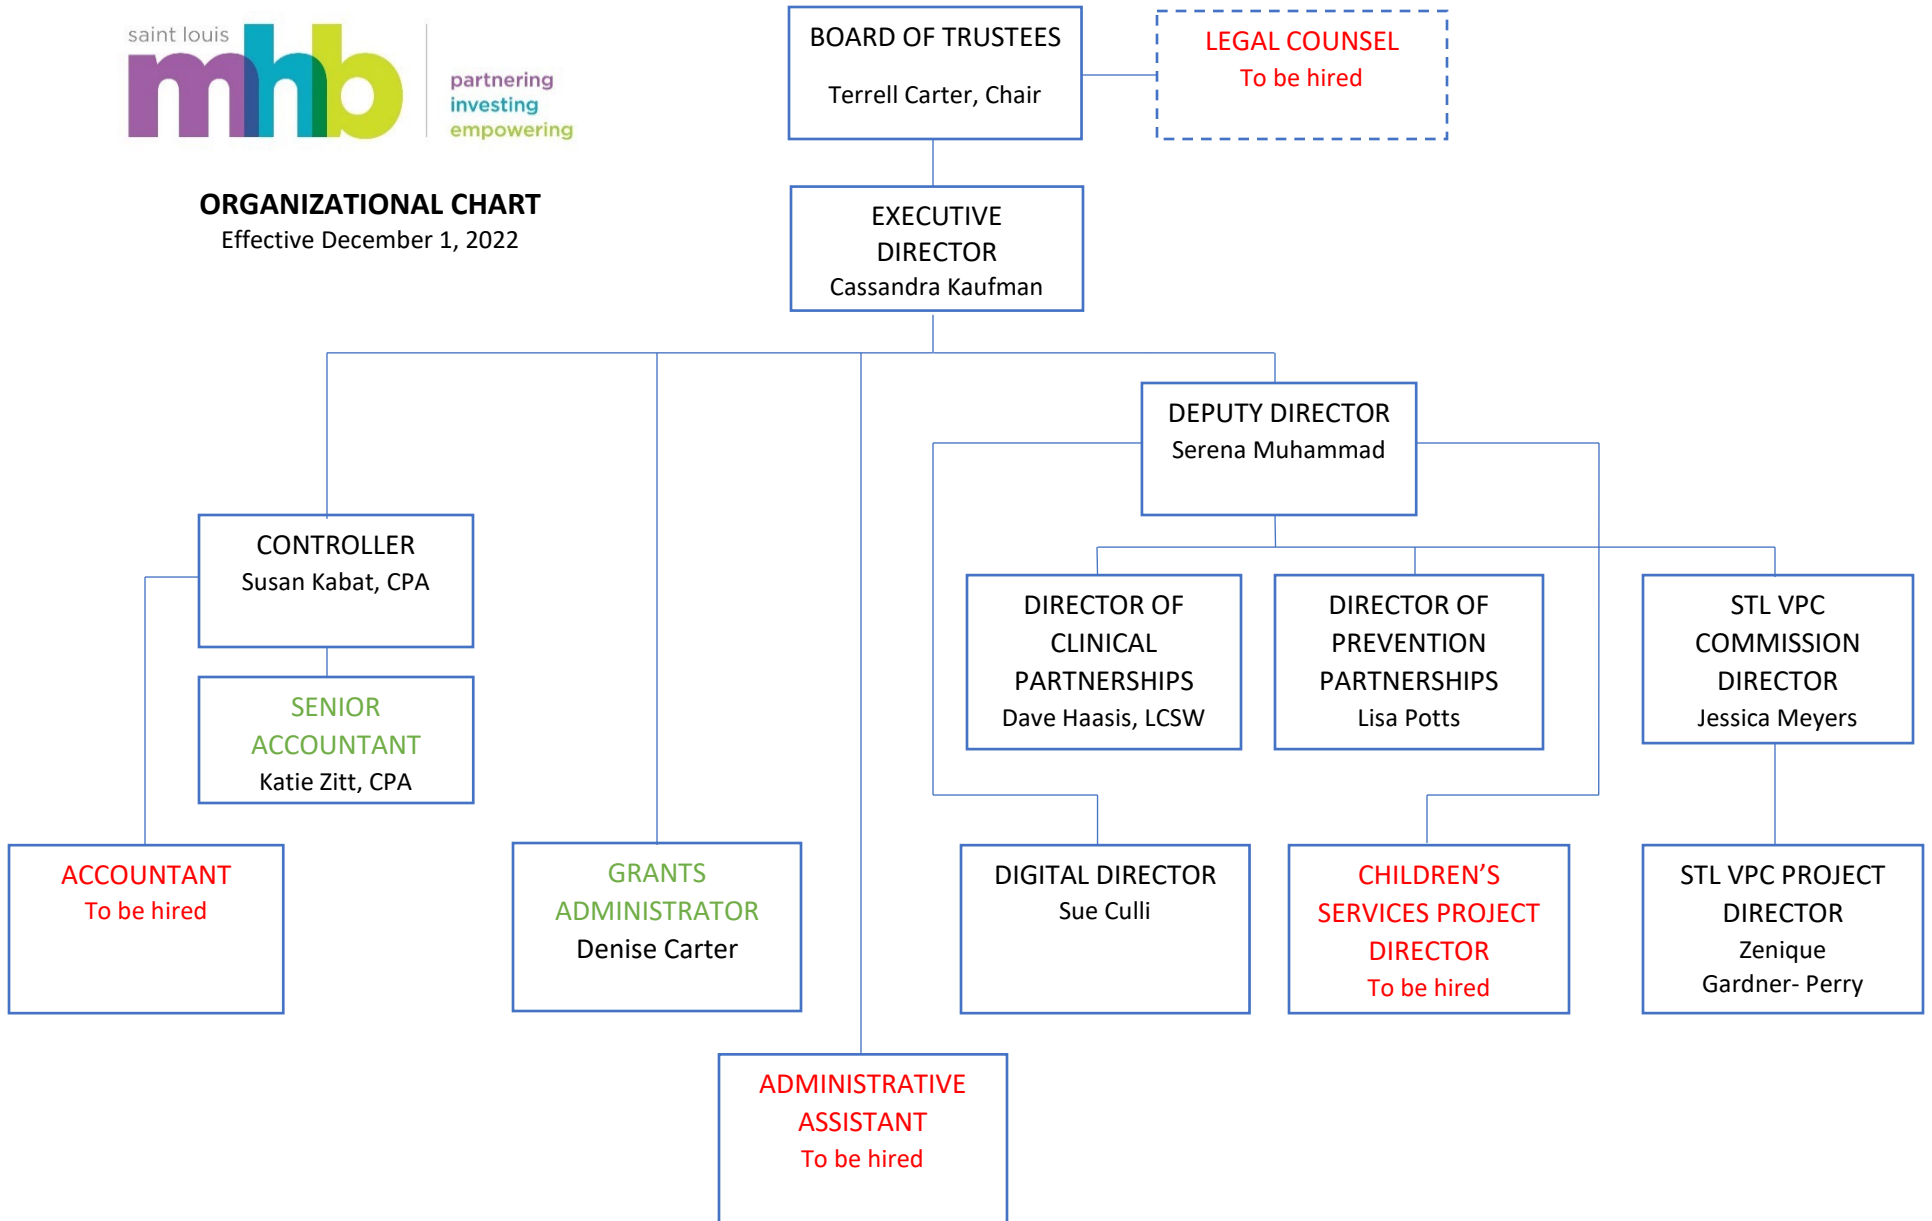 saint louis
mhb
partnering
investing
empowering
ORGANIZATIONAL CHART
Effective December 1, 2022
BOARD OF TRUSTEES
Terrell Carter, Chair
LEGAL COUNSEL
To be hired
EXECUTIVE
DIRECTOR
Cassandra Kaufman
DEPUTY DIRECTOR
Serena Muhammad
CONTROLLER
Susan Kabat, CPA
SENIOR
ACCOUNTANT
Katie Zitt, CPA
DIRECTOR OF
CLINICAL
PARTNERSHIPS
Dave Haasis, LCSW
DIRECTOR OF
PREVENTION
PARTNERSHIPS
Lisa Potts
STL VPC
COMMISSION
DIRECTOR
Jessica Meyers
ACCOUNTANT
To be hired
GRANTS
ADMINISTRATOR
Denise Carter
DIGITAL DIRECTOR
Sue Culli
CHILDREN’S
SERVICES PROJECT
DIRECTOR
To be hired
STL VPC PROJECT
DIRECTOR
Zenique
Gardner- Perry
ADMINISTRATIVE
ASSISTANT
To be hired